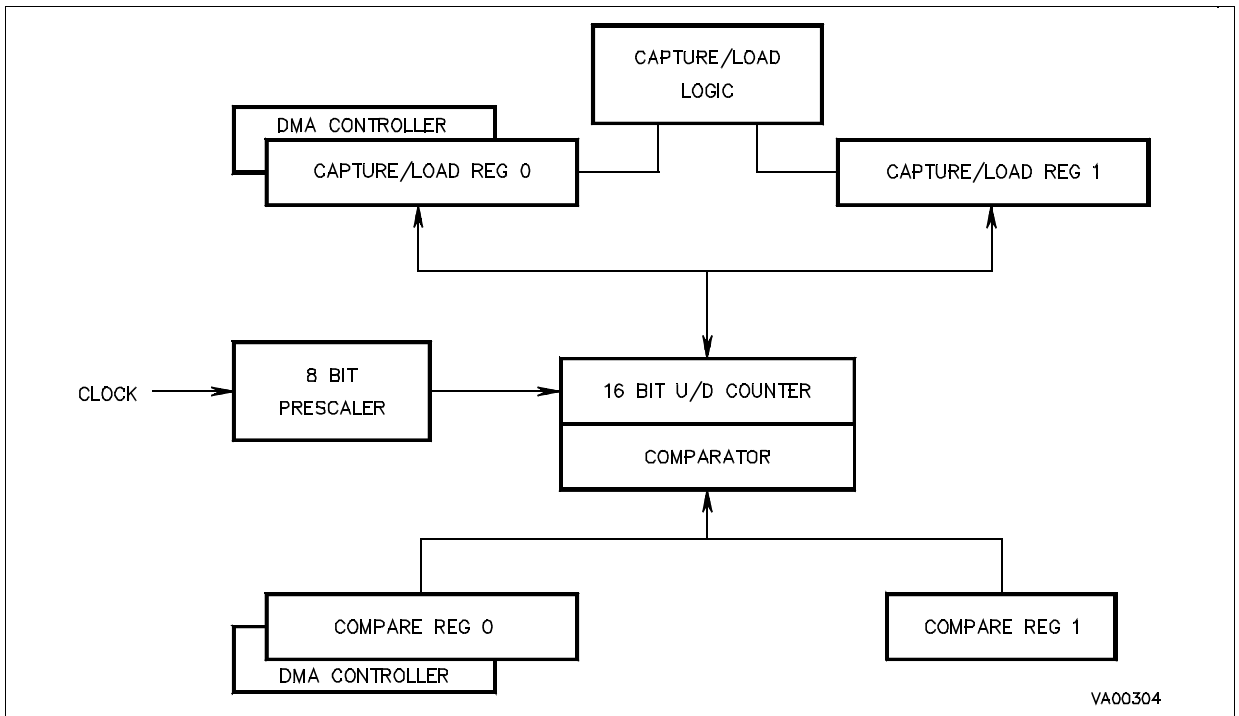 CAPTURE/LOAD
LOGIC
DMA CONTROLLER
CAPTURE/LOAD REG 0
CAPTURE/LOAD REG 1
CLOCK
8 BIT
PRESCALER
16 BIT U/D COUNTER
COMPARATOR
COMPARE REG 0
COMPARE REG 1
DMA CONTROLLER
VA00304